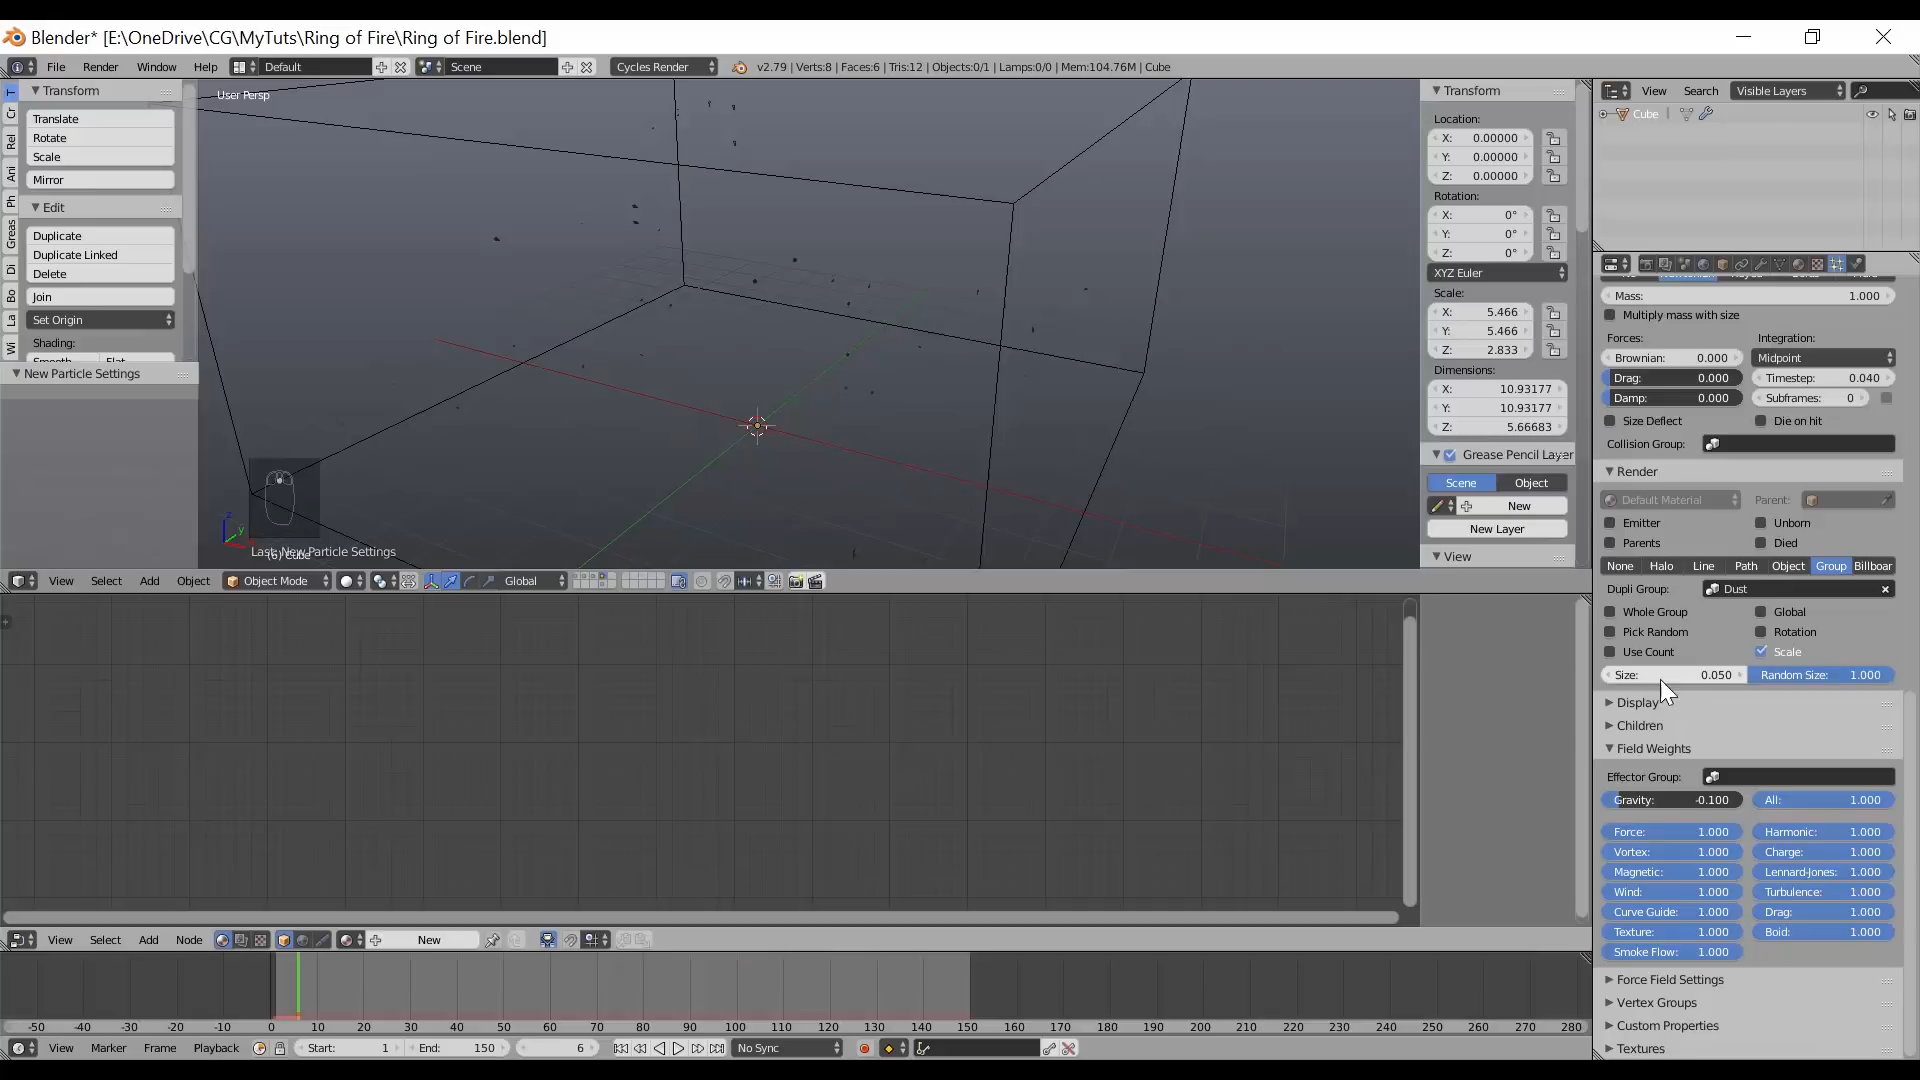 Blender* [E:\OneDrive\CG\MyTuts\Ring of Fire\Ring of Fire.blend]
File Render Window Help Default Scene Cycles Render v2.79 | Verts:8 | Faces:6 | Tris:12 | Objects:0/1 | Lamps:0/0 | Mem:104.76M | Cube
T
Cr
Rel
Ani
Ph
Greas
Di
Bo
La
Wi
Transform
Translate
Rotate
Scale
Mirror
Edit
Duplicate
Duplicate Linked
Delete
Join
Set Origin
Shading:
Smooth Flat
New Particle Settings
User Persp
z
y
Last: New Particle Settings
(6) Cube
View Select Add Object Object Mode Global
Transform
Location:
X: 0.00000
Y: 0.00000
Z: 0.00000
Rotation:
X: 0°
Y: 0°
Z: 0°
XYZ Euler
Scale:
X: 5.466
Y: 5.466
Z: 2.833
Dimensions:
X: 10.93177
Y: 10.93177
Z: 5.66683
Grease Pencil Layer
Scene Object
New
New Layer
View
View Search Visible Layers
Cube
Mass: 1.000
Multiply mass with size
Forces: Integration:
Brownian: 0.000 Midpoint
Drag: 0.000 Timestep: 0.040
Damp: 0.000 Subframes: 0
Size Deflect Die on hit
Collision Group:
Render
Default Material Parent:
Emitter Unborn
Parents Died
None Halo Line Path Object Group Billboar
Dupli Group: Dust
Whole Group Global
Pick Random Rotation
Use Count Scale
Size: 0.050 Random Size: 1.000
Display
Children
Field Weights
Effector Group:
Gravity: -0.100 All: 1.000
Force: 1.000 Harmonic: 1.000
Vortex: 1.000 Charge: 1.000
Magnetic: 1.000 Lennard-Jones: 1.000
Wind: 1.000 Turbulence: 1.000
Curve Guide: 1.000 Drag: 1.000
Texture: 1.000 Boid: 1.000
Smoke Flow: 1.000
Force Field Settings
Vertex Groups
Custom Properties
Textures
View Select Add Node New
-50 -40 -30 -20 -10 0 10 20 30 40 50 60 70 80 90 100 110 120 130 140 150 160 170 180 190 200 210 220 230 240 250 260 270 280
View Marker Frame Playback Start: 1 End: 150 6 No Sync